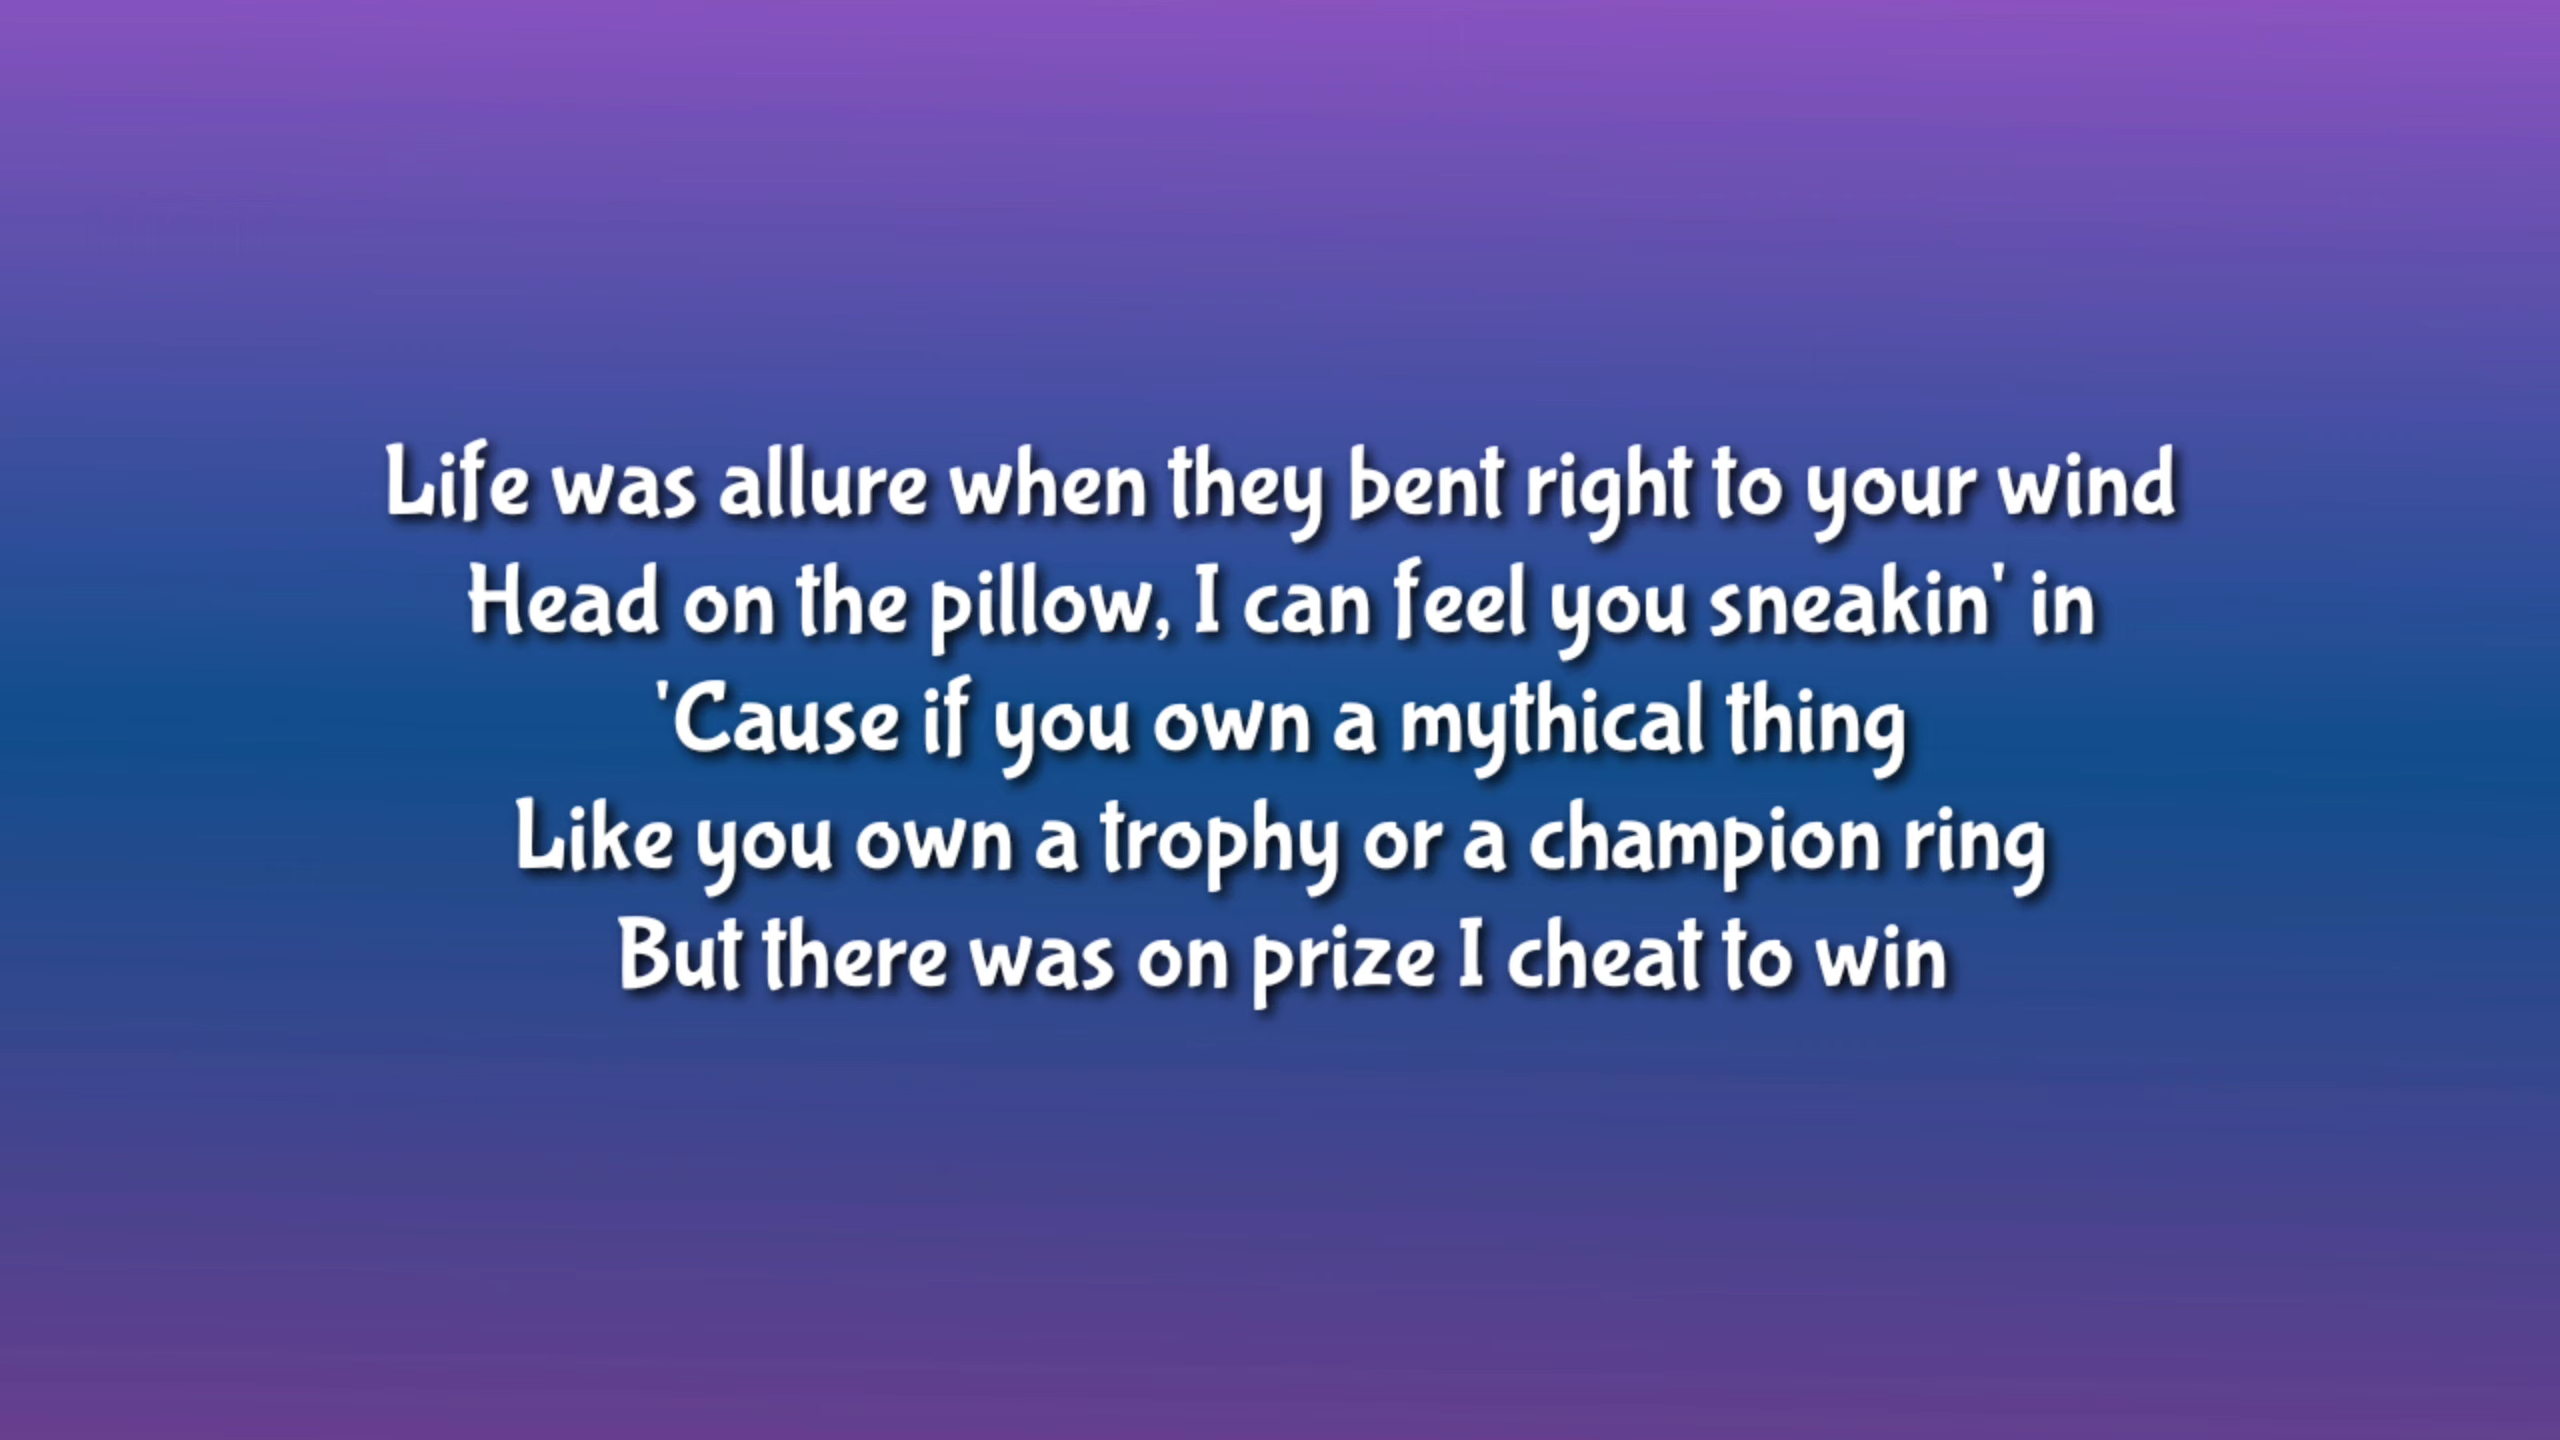 Life was allure when they bent right to your wind
Head on the pillow, I can feel you sneakin' in
'Cause if you own a mythical thing
Like you own a trophy or a champion ring
But there was on prize I cheat to win